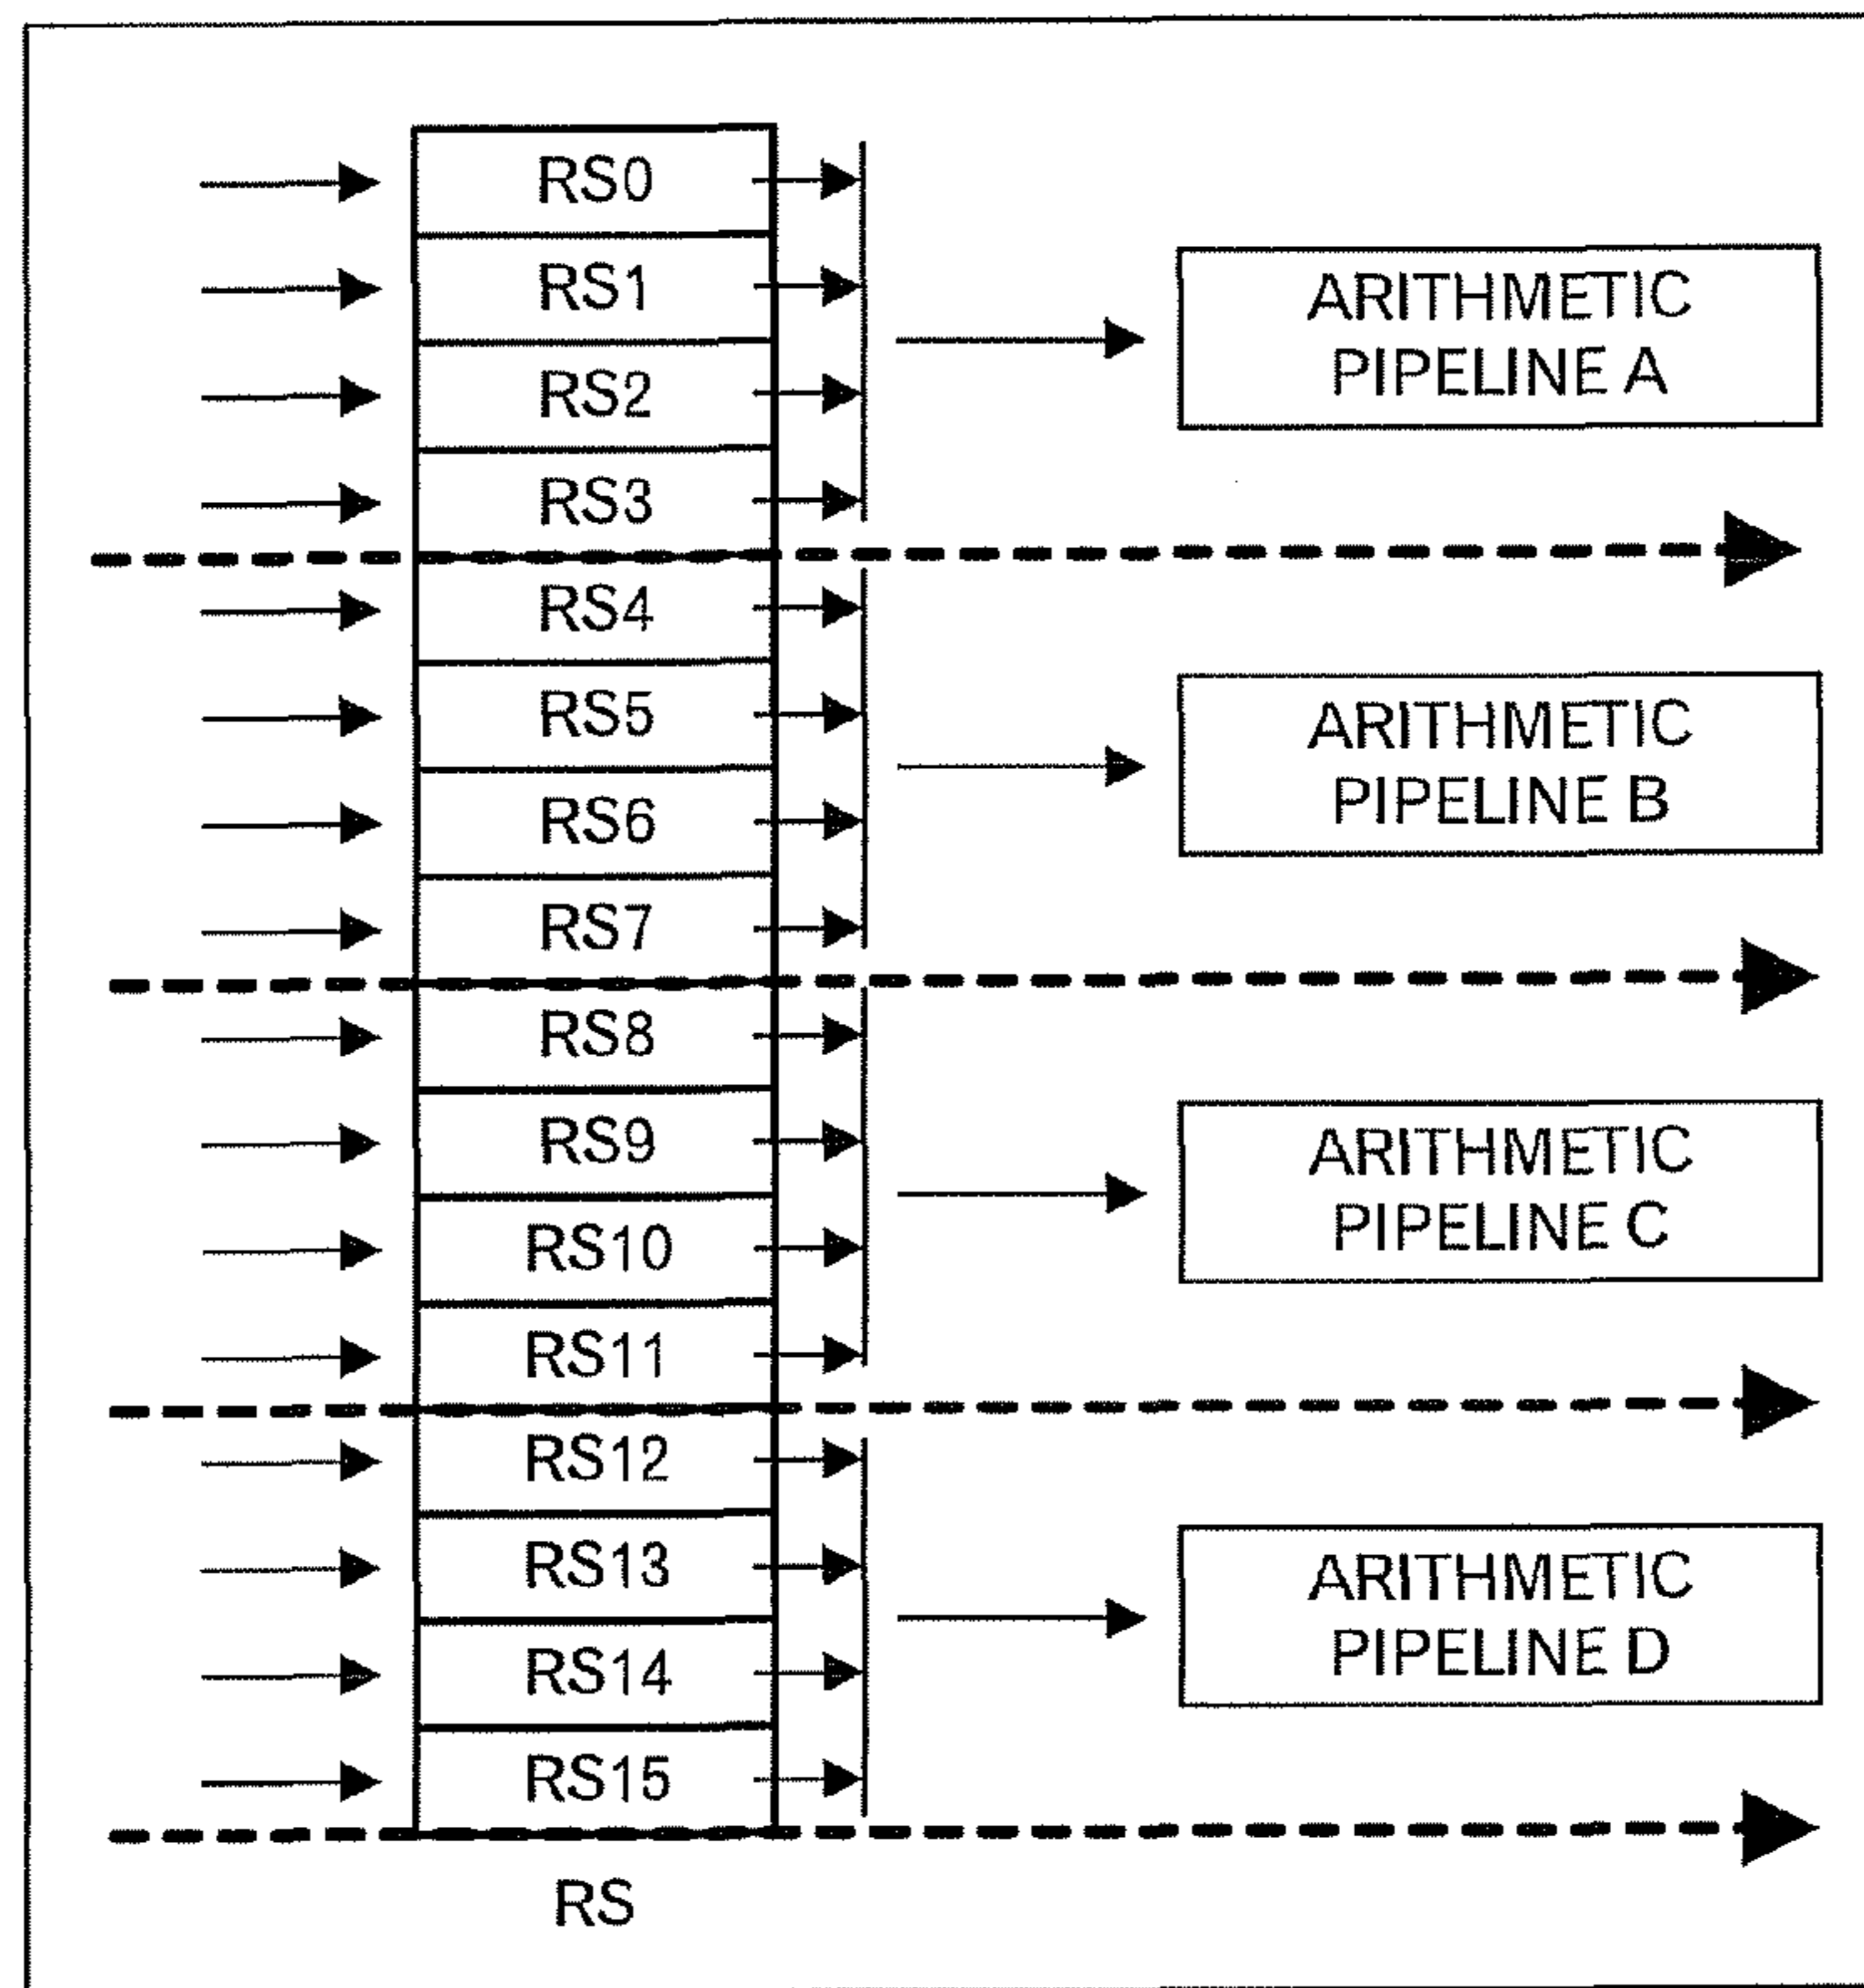 RS0
RS1
RS2
RS3
ARITHMETIC
PIPELINE A
RS4
RS5
RS6
RS7
ARITHMETIC
PIPELINE B
RS8
RS9
RS10
RS11
ARITHMETIC
PIPELINE C
RS12
RS13
RS14
RS15
ARITHMETIC
PIPELINE D
RS